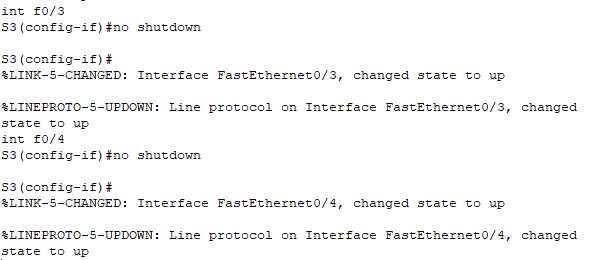 int f0/3
S3(config-if)#no shutdown
S3(config-if)#
%LINK-5-CHANGED: Interface FastEthernet0/3, changed state to up
%LINEPROTO-5-UPDOWN: Line protocol on Interface FastEthernet0/3, changed
state to up
int f0/4
S3(config-if)#no shutdown
S3(config-if)#
%LINK-5-CHANGED: Interface FastEthernet0/4, changed state to up
%LINEPROTO-5-UPDOWN: Line protocol on Interface FastEthernet0/4, changed
state to up